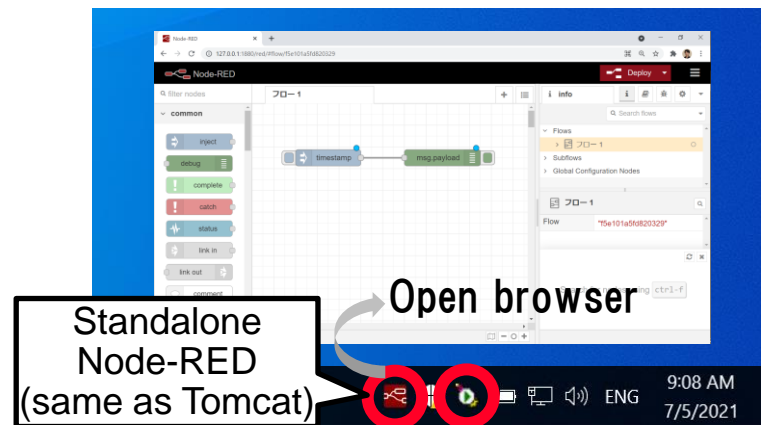 Node-RED
127.0.0.1:1880/red/#flow/f5e101a5fd820329
Node-RED
Deploy
filter nodes
フロー 1
info
Search flows
common
Flows
フロー 1
Subflows
Global Configuration Nodes
inject
timestamp
msg.payload
debug
complete
catch
フロー 1
status
Flow
"f5e101a5fd820329"
link in
link out
comment
ctrl-f
Open browser
Standalone
Node-RED
(same as Tomcat)
ENG
9:08 AM
7/5/2021